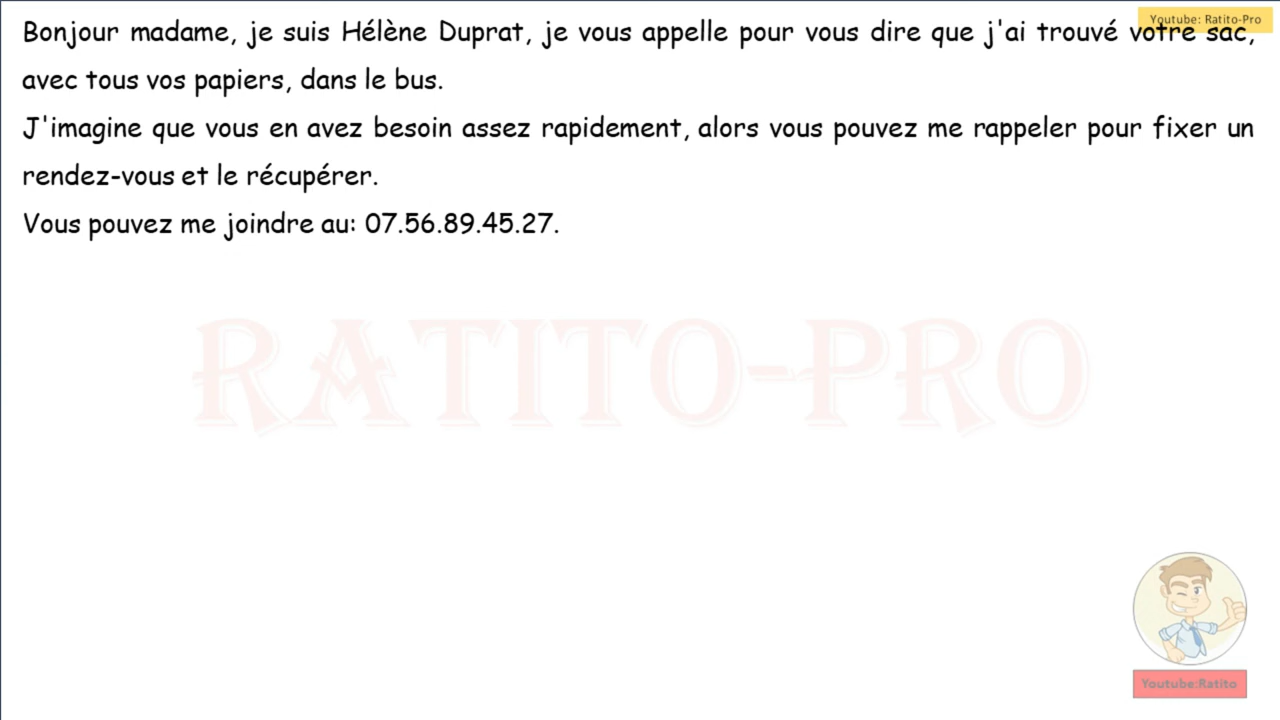 Youtube: Ratito-Pro
Bonjour madame, je suis Hélène Duprat, je vous appelle pour vous dire que j'ai trouvé votre sac,
avec tous vos papiers, dans le bus.
J'imagine que vous en avez besoin assez rapidement, alors vous pouvez me rappeler pour fixer un
rendez-vous et le récupérer.
Vous pouvez me joindre au: 07.56.89.45.27.
RATITO-PRO
Youtube:Ratito